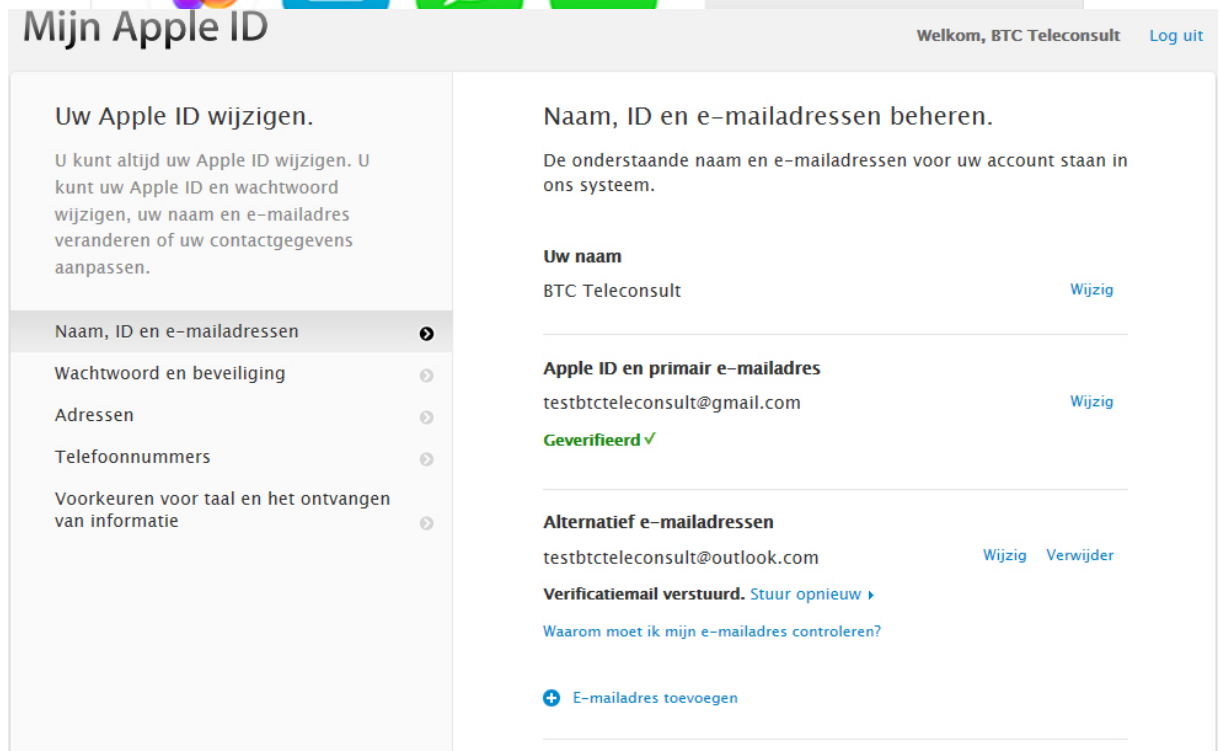 Mijn Apple ID
Welkom, BTC Teleconsult Log uit
Uw Apple ID wijzigen.
U kunt altijd uw Apple ID wijzigen. U
kunt uw Apple ID en wachtwoord
wijzigen, uw naam en e-mailadres
veranderen of uw contactgegevens
aanpassen.
Naam, ID en e-mailadressen
Wachtwoord en beveiliging
Adressen
Telefoonnummers
Voorkeuren voor taal en het ontvangen
van informatie
Naam, ID en e-mailadressen beheren.
De onderstaande naam en e-mailadressen voor uw account staan in
ons systeem.
Uw naam
BTC Teleconsult Wijzig
Apple ID en primair e-mailadres
testbtcteleconsult@gmail.com Wijzig
Geverifieerd ✓
Alternatief e-mailadressen
testbtcteleconsult@outlook.com Wijzig Verwijder
Verificatiemail verstuurd. Stuur opnieuw
Waarom moet ik mijn e-mailadres controleren?
E-mailadres toevoegen